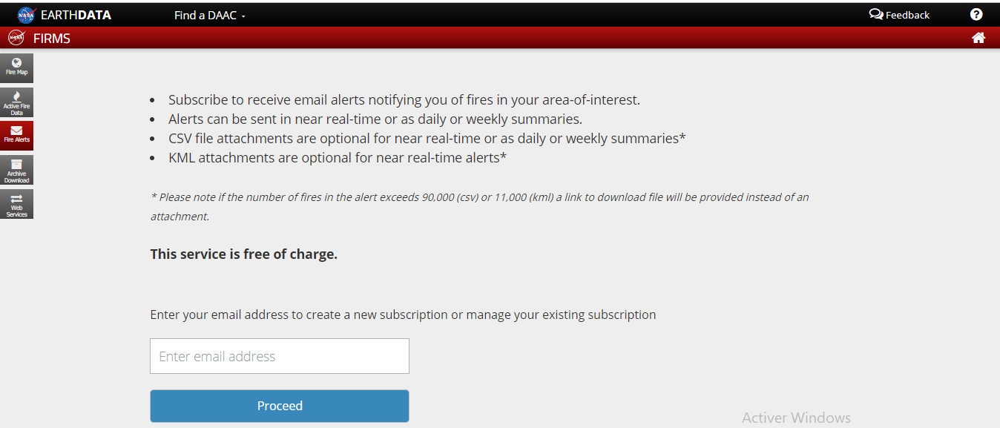 NASA EARTHDATA Find a DAAC Feedback ?
NASA FIRMS
Fire Map
Active Fire
Data
Fire Alerts
Archive
Download
Web
Services
• Subscribe to receive email alerts notifying you of fires in your area-of-interest.
• Alerts can be sent in near real-time or as daily or weekly summaries.
• CSV file attachments are optional for near real-time or as daily or weekly summaries*
• KML attachments are optional for near real-time alerts*
* Please note if the number of fires in the alert exceeds 90,000 (csv) or 11,000 (kml) a link to download file will be provided instead of an
attachment.
This service is free of charge.
Enter your email address to create a new subscription or manage your existing subscription
Enter email address
Proceed
Activer Windows